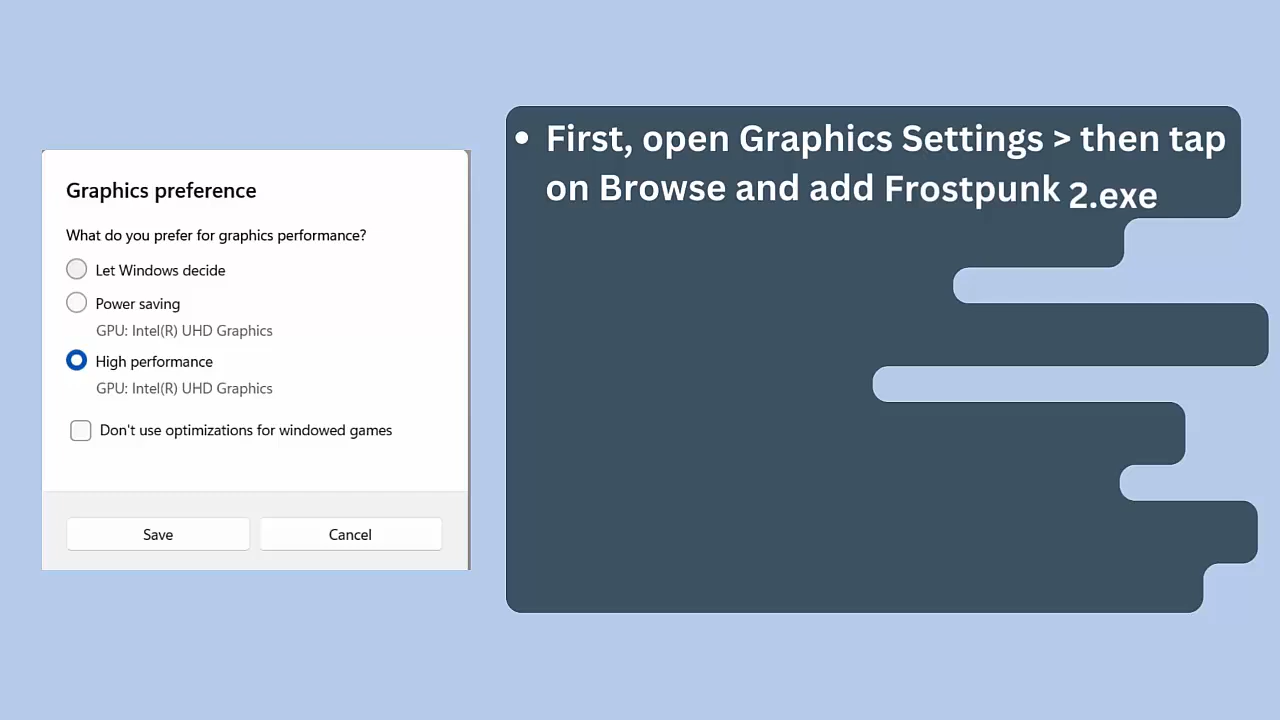 Graphics preference
What do you prefer for graphics performance?
Let Windows decide
Power saving
GPU: Intel(R) UHD Graphics
High performance
GPU: Intel(R) UHD Graphics
Don't use optimizations for windowed games
Save
Cancel
• First, open Graphics Settings > then tap
on Browse and add Frostpunk 2.exe